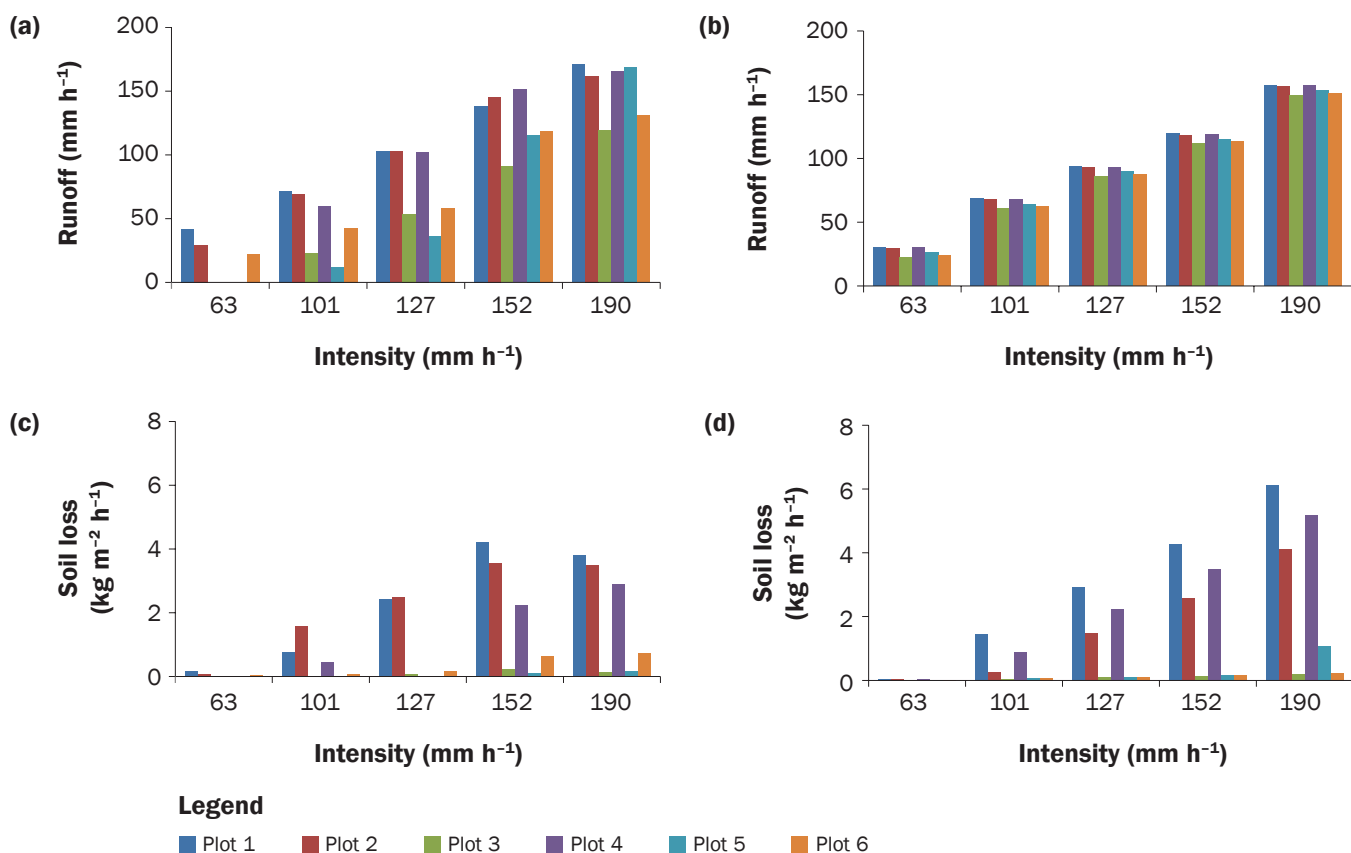 (a)
Runoff (mm h⁻¹)
200
150
100
50
0
63 101 127 152 190
Intensity (mm h⁻¹)
(b)
Runoff (mm h⁻¹)
200
150
100
50
0
63 101 127 152 190
Intensity (mm h⁻¹)
(c)
Soil loss
(kg m⁻² h⁻¹)
8
6
4
2
0
63 101 127 152 190
Intensity (mm h⁻¹)
(d)
Soil loss
(kg m⁻² h⁻¹)
8
6
4
2
0
63 101 127 152 190
Intensity (mm h⁻¹)
Legend
Plot 1 Plot 2 Plot 3 Plot 4 Plot 5 Plot 6